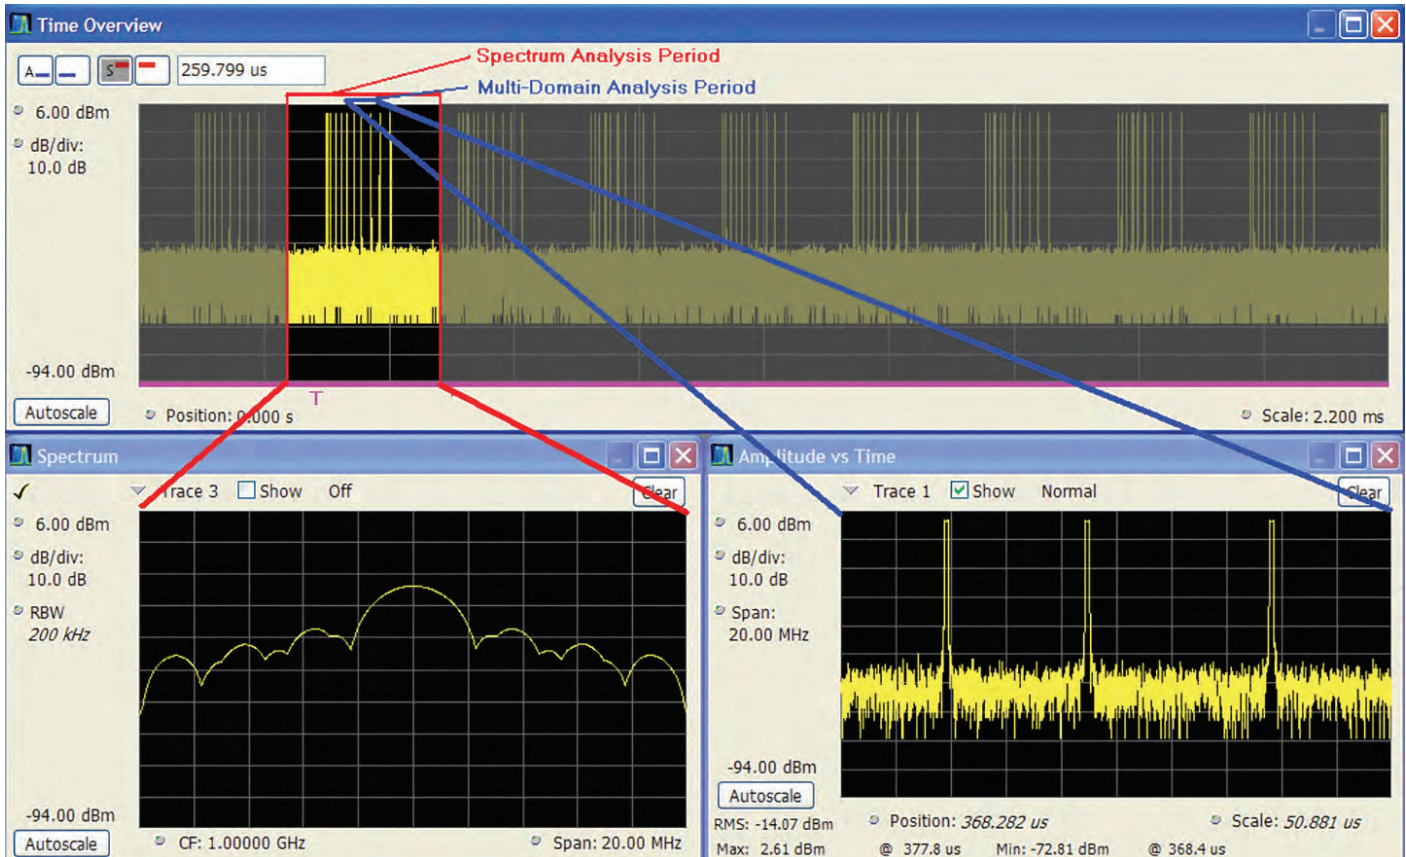 Time Overview
A
S
259.799 us
Spectrum Analysis Period
Multi-Domain Analysis Period
6.00 dBm
dB/div:
10.0 dB
-94.00 dBm
Autoscale
T
Position: 0.000 s
Scale: 2.200 ms
Spectrum
Trace 3
Show
Off
Clear
6.00 dBm
dB/div:
10.0 dB
RBW
200 kHz
-94.00 dBm
Autoscale
CF: 1.00000 GHz
Span: 20.00 MHz
Amplitude vs Time
Trace 1
Show
Normal
Clear
6.00 dBm
dB/div:
10.0 dB
Span:
20.00 MHz
-94.00 dBm
Autoscale
Position: 368.282 us
Scale: 50.881 us
RMS: -14.07 dBm
Max: 2.61 dBm
@ 377.8 us
Min: -72.81 dBm
@ 368.4 us